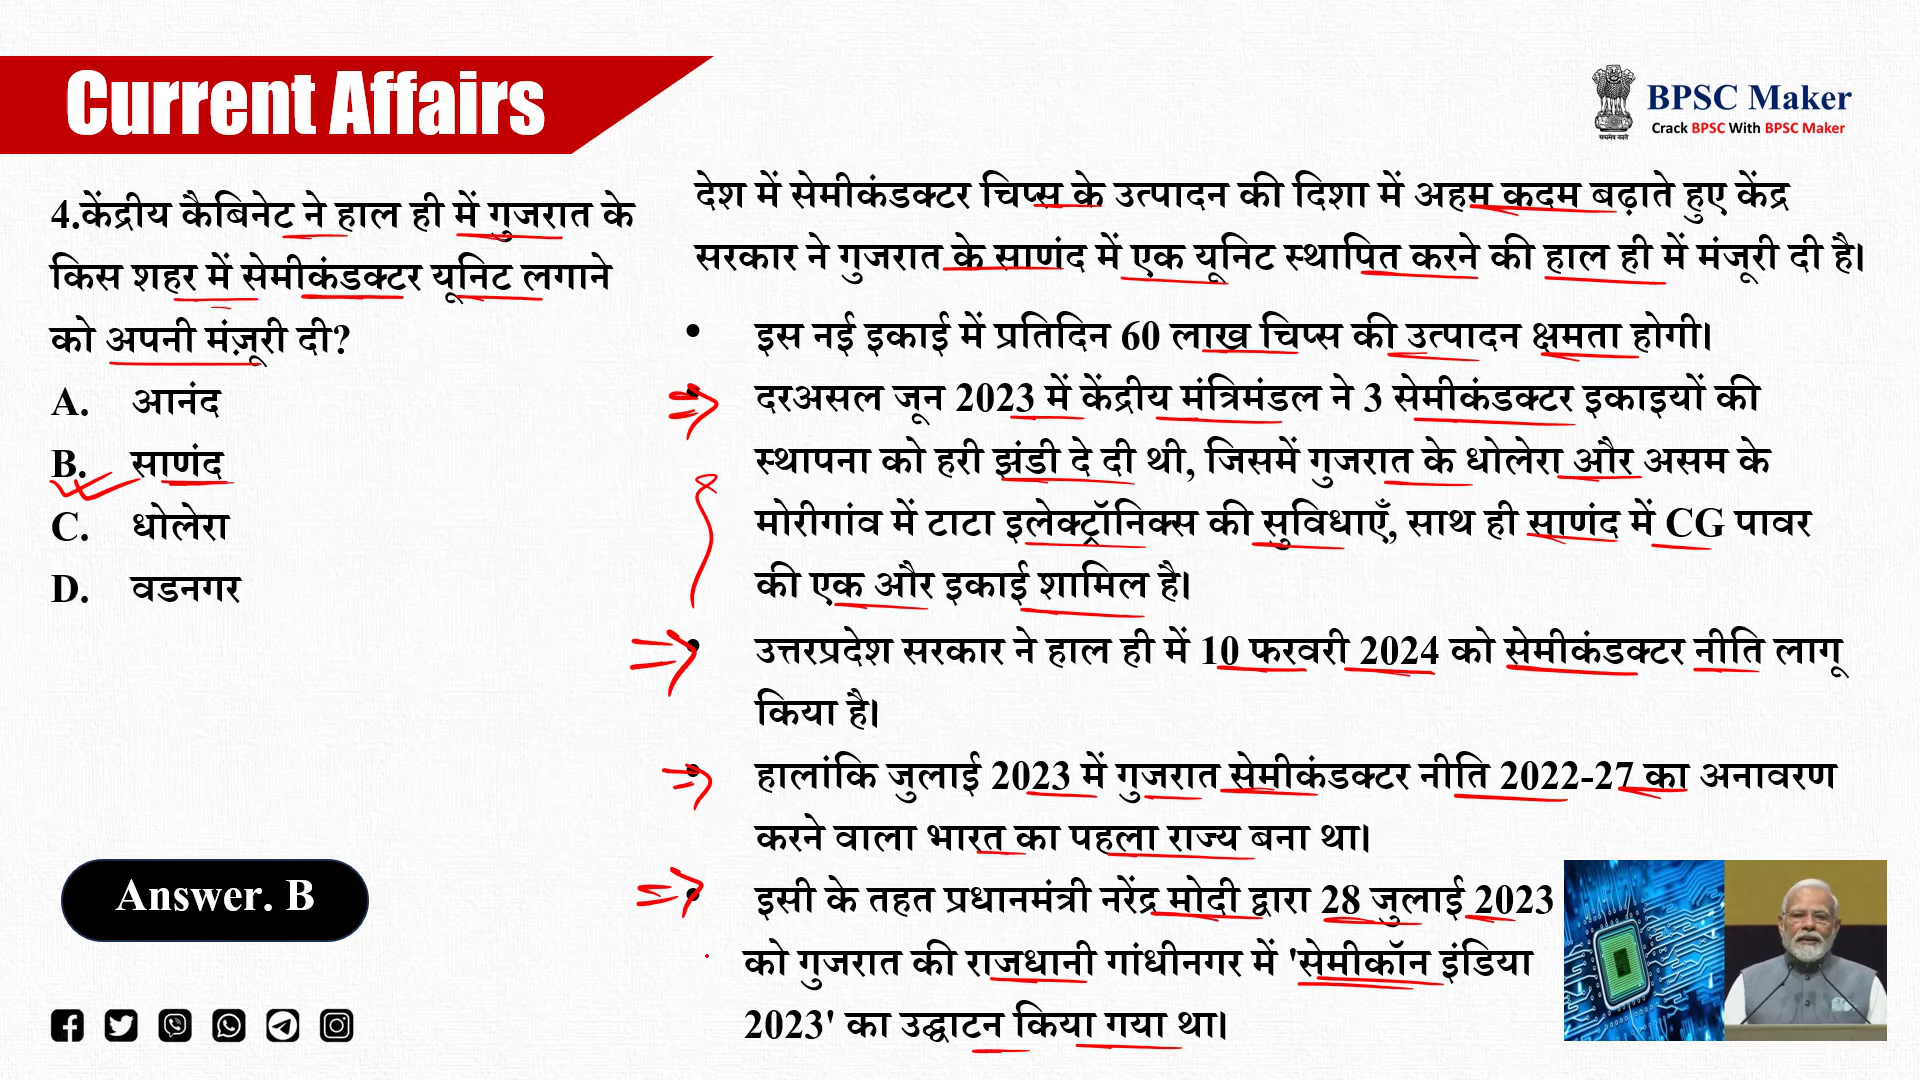 Current Affairs
BPSC Maker
Crack BPSC With BPSC Maker
सत्यमेव जयते
4.केंद्रीय कैबिनेट ने हाल ही में गुजरात के
किस शहर में सेमीकंडक्टर यूनिट लगाने
को अपनी मंज़ूरी दी?
A. आनंद
B. साणंद
C. धोलेरा
D. वडनगर
Answer. B
देश में सेमीकंडक्टर चिप्स के उत्पादन की दिशा में अहम कदम बढ़ाते हुए केंद्र
सरकार ने गुजरात के साणंद में एक यूनिट स्थापित करने की हाल ही में मंजूरी दी है।
• इस नई इकाई में प्रतिदिन 60 लाख चिप्स की उत्पादन क्षमता होगी।
• दरअसल जून 2023 में केंद्रीय मंत्रिमंडल ने 3 सेमीकंडक्टर इकाइयों की
स्थापना को हरी झंडी दे दी थी, जिसमें गुजरात के धोलेरा और असम के
मोरीगांव में टाटा इलेक्ट्रॉनिक्स की सुविधाएँ, साथ ही साणंद में CG पावर
की एक और इकाई शामिल है।
• उत्तरप्रदेश सरकार ने हाल ही में 10 फरवरी 2024 को सेमीकंडक्टर नीति लागू
किया है।
• हालांकि जुलाई 2023 में गुजरात सेमीकंडक्टर नीति 2022-27 का अनावरण
करने वाला भारत का पहला राज्य बना था।
• इसी के तहत प्रधानमंत्री नरेंद्र मोदी द्वारा 28 जुलाई 2023
को गुजरात की राजधानी गांधीनगर में 'सेमीकॉन इंडिया
2023' का उद्घाटन किया गया था।